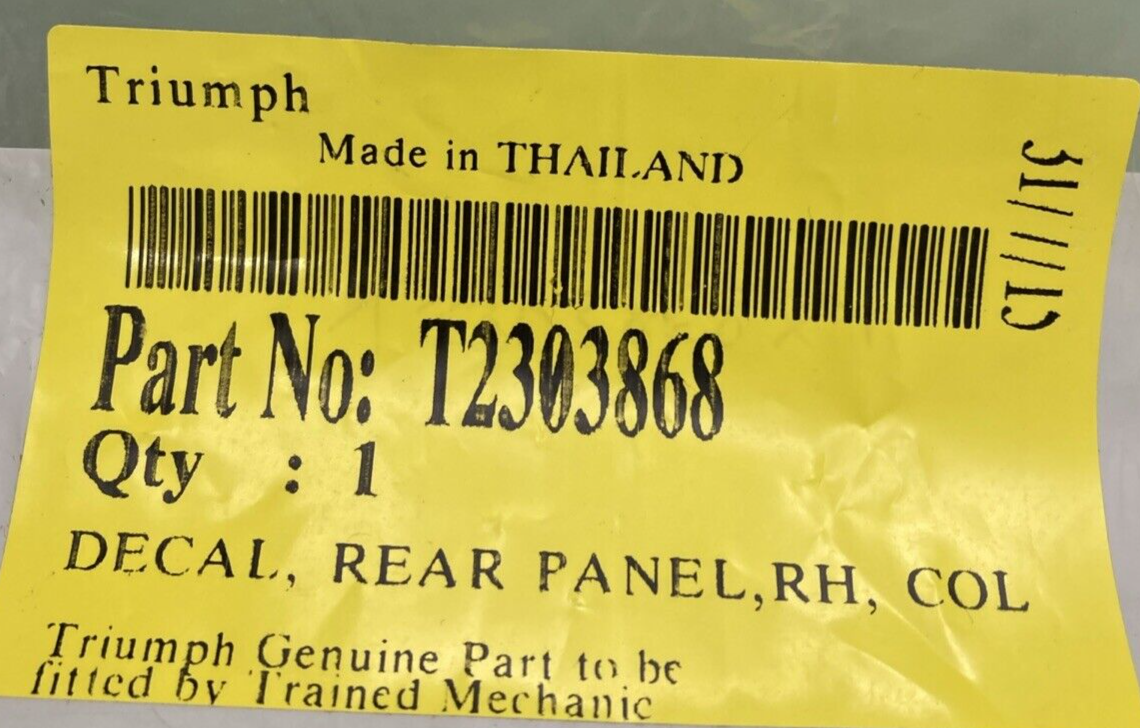 Triumph
Made in THAILAND
Part No: T2303868
Qty : 1
DECAL, REAR PANEL,RH, COL
Triumph Genuine Part to be
fitted by Trained Mechanic